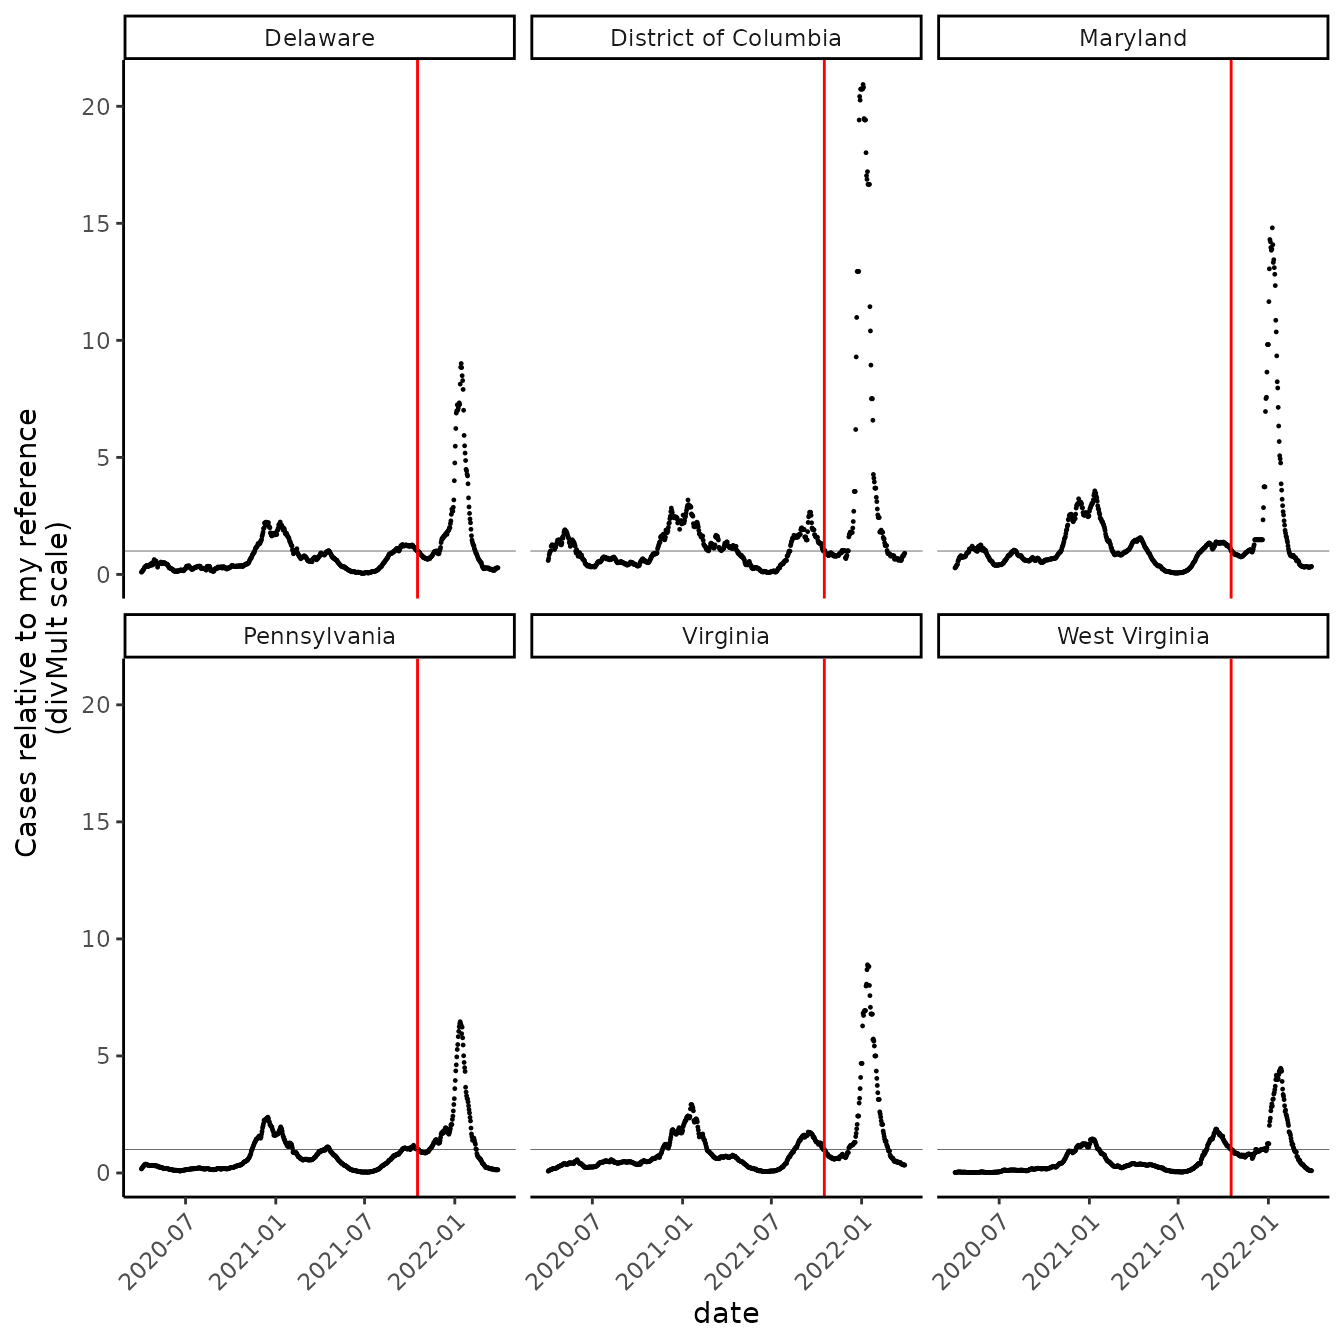 Delaware
District of Columbia
Maryland
20
15
10
5
0
Pennsylvania
Virginia
West Virginia
20
15
10
5
0
Cases relative to my reference
(divMult scale)
2020-07
2021-01
2021-07
2022-01
2020-07
2021-01
2021-07
2022-01
2020-07
2021-01
2021-07
2022-01
date